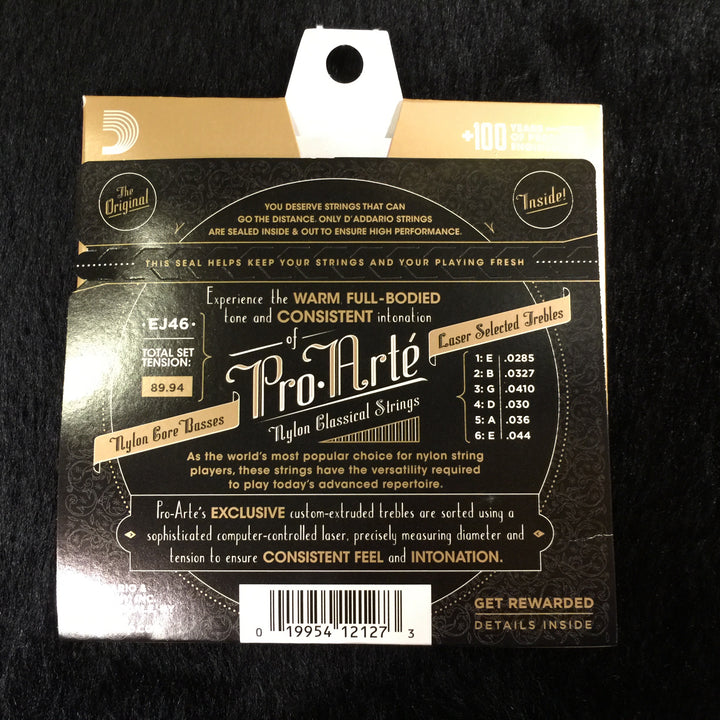 +100 YEARS
OF
The
Original
Inside!
YOU DESERVE STRINGS THAT CAN
GO THE DISTANCE. ONLY D'ADDARIO STRINGS
ARE SEALED INSIDE & OUT TO ENSURE HIGH PERFORMANCE.
THIS SEAL HELPS KEEP YOUR STRINGS AND YOUR PLAYING FRESH
Experience the WARM FULL-BODIED
tone and CONSISTENT intonation
of
Pro·Arté
Nylon Classical Strings
·EJ46·
TOTAL SET
TENSION:
89.94
Nylon Core Basses
Laser Selected Trebles
1: E .0285
2: B .0327
3: G .0410
4: D .030
5: A .036
6: E .044
As the world's most popular choice for nylon string
players, these strings have the versatility required
to play today's advanced repertoire.
Pro-Arte's EXCLUSIVE custom-extruded trebles are sorted using a
sophisticated computer-controlled laser, precisely measuring diameter and
tension to ensure CONSISTENT FEEL and INTONATION.
0 19954 12127 3
GET REWARDED
DETAILS INSIDE